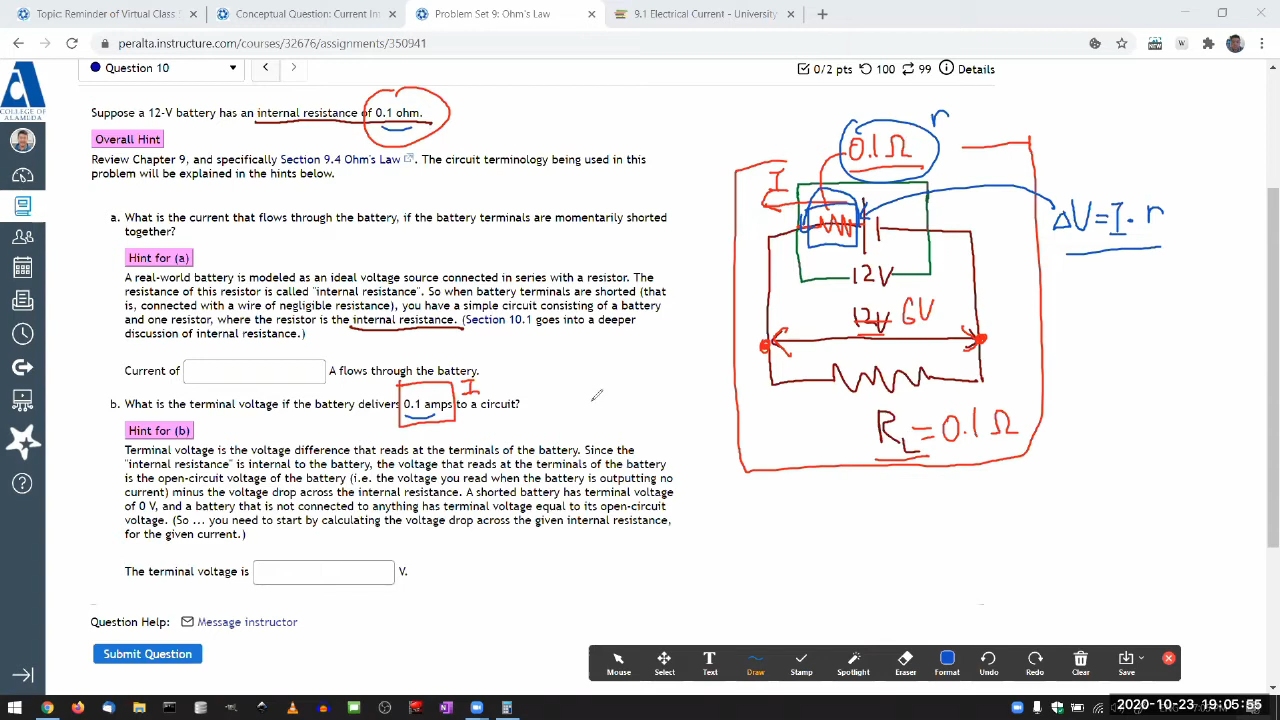 Topic: Reminder of Virtual Class
Conceptual Question: Current In
Problem Set 9: Ohm's Law
9.1 Electrical Current - University
peralta.instructure.com/courses/32676/assignments/350941
NEW
W
COLLEGE OF
ALAMEDA
Question 10
0/2 pts 100 99 Details
Suppose a 12-V battery has an internal resistance of 0.1 ohm.
Overall Hint
Review Chapter 9, and specifically Section 9.4 Ohm's Law. The circuit terminology being used in this
problem will be explained in the hints below.
a. What is the current that flows through the battery, if the battery terminals are momentarily shorted
together?
Hint for (a)
A real-world battery is modeled as an ideal voltage source connected in series with a resistor. The
resistance of this resistor is called "internal resistance". So when battery terminals are shorted (that
is, connected with a wire of negligible resistance), you have a simple circuit consisting of a battery
and one resistor, where the resistor is the internal resistance. (Section 10.1 goes into a deeper
discussion of internal resistance.)
Current of A flows through the battery.
I
b. What is the terminal voltage if the battery delivers 0.1 amps to a circuit?
Hint for (b)
Terminal voltage is the voltage difference that reads at the terminals of the battery. Since the
"internal resistance" is internal to the battery, the voltage that reads at the terminals of the battery
is the open-circuit voltage of the battery (i.e. the voltage you read when the battery is outputting no
current) minus the voltage drop across the internal resistance. A shorted battery has terminal voltage
of 0 V, and a battery that is not connected to anything has terminal voltage equal to its open-circuit
voltage. (So ... you need to start by calculating the voltage drop across the given internal resistance,
for the given current.)
The terminal voltage is V.
Question Help: Message instructor
Submit Question
r
0.1 Ω
I
ΔV = I · r
12V
12V 6V
R_L = 0.1 Ω
Mouse Select Text Draw Stamp Spotlight Eraser Format Undo Redo Clear Save
2020-10-23 19:05:55